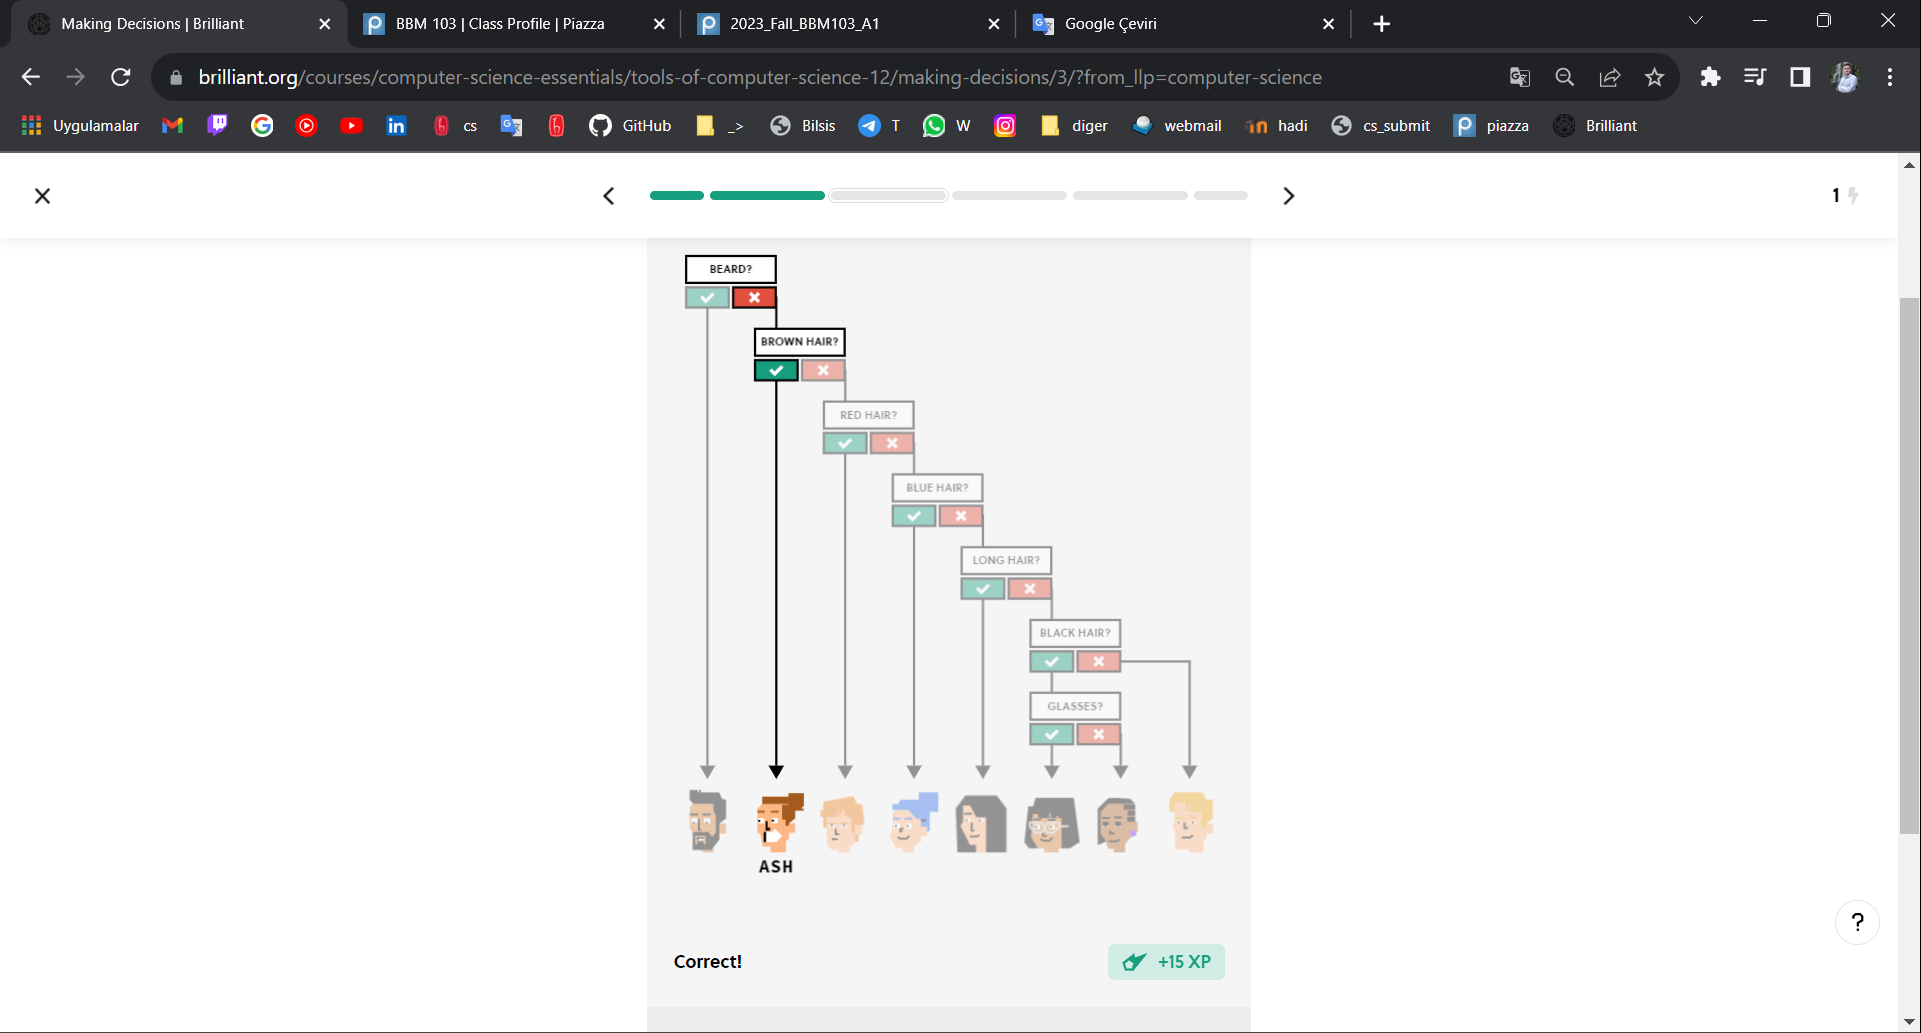 Making Decisions | Brilliant
BBM 103 | Class Profile | Piazza
2023_Fall_BBM103_A1
Google Çeviri
brilliant.org/courses/computer-science-essentials/tools-of-computer-science-12/making-decisions/3/?from_llp=computer-science
Uygulamalar
cs
GitHub
_>
Bilsis
T
W
diger
webmail
hadi
cs_submit
piazza
Brilliant
1
BEARD?
BROWN HAIR?
RED HAIR?
BLUE HAIR?
LONG HAIR?
BLACK HAIR?
GLASSES?
ASH
Correct!
+15 XP
?